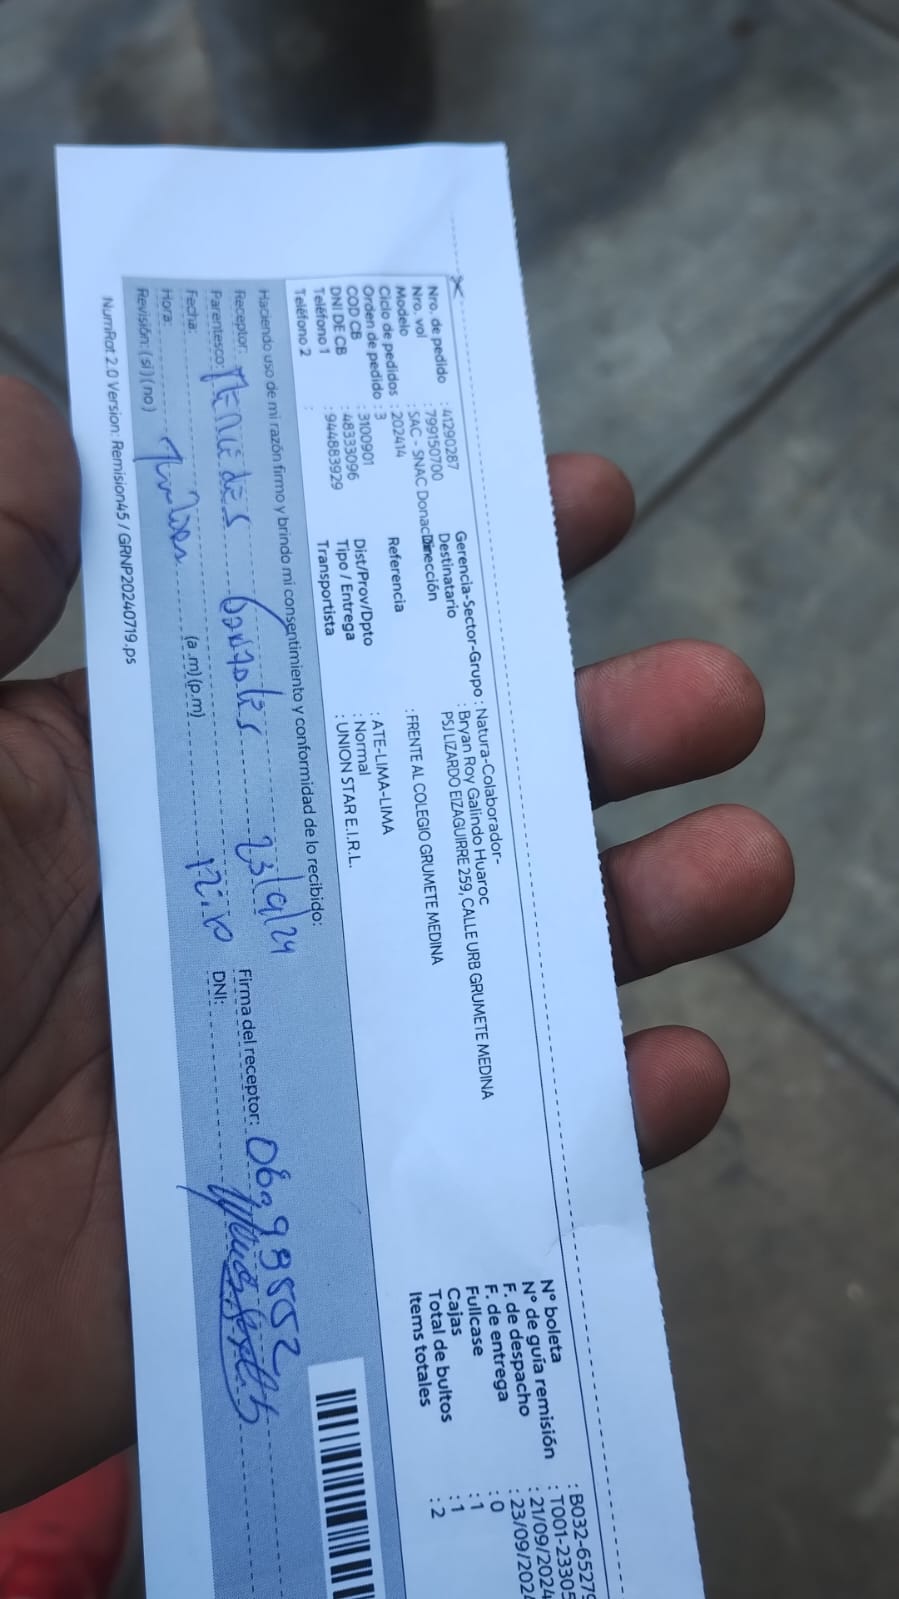 Nro. de pedido : 41290287
Nro. vol : 799150700
Modelo : SAC - SNAC Donac
Ciclo de pedidos : 202414
Orden de pedido : 3
COD CB : 3100901
DNI DE CB : 48333096
Teléfono 1 : 944883929
Teléfono 2 :
Gerencia-Sector-Grupo : Natura-Colaborador-
Destinatario : Bryan Roy Galindo Huaroc
Dirección PSJ LIZARDO EIZAGUIRRE 259, CALLE URB GRUMETE MEDINA
Referencia : FRENTE AL COLEGIO GRUMETE MEDINA
Dist/Prov/Dpto : ATE-LIMA-LIMA
Tipo / Entrega : Normal
Transportista : UNION STAR E.I.R.L.
N° boleta : B032-65279
N° de guía remisión : T001-23305
F. de despacho : 21/09/2024
F. de entrega : 23/09/2024
Fullcase : 0
Cajas : 1
Total de bultos : 1
Items totales : 2
Haciendo uso de mi razón firmo y brindo mi consentimiento y conformidad de lo recibido:
Receptor:
Parentesco:
Fecha: 23/9/24
Hora: (a.m)(p.m)
Revisión: (si) (no)
Firma del receptor:
DNI:
NumRot 2.0 Version: Remision45 / GRNP20240719.ps